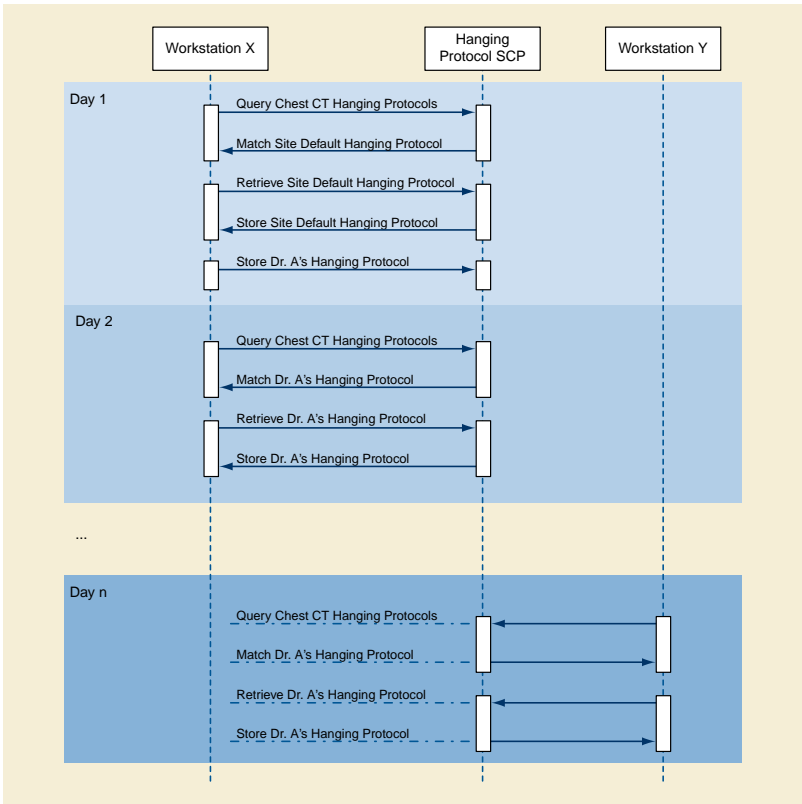 Workstation X
Hanging
Protocol SCP
Workstation Y
Day 1
Query Chest CT Hanging Protocols
Match Site Default Hanging Protocol
Retrieve Site Default Hanging Protocol
Store Site Default Hanging Protocol
Store Dr. A's Hanging Protocol
Day 2
Query Chest CT Hanging Protocols
Match Dr. A's Hanging Protocol
Retrieve Dr. A's Hanging Protocol
Store Dr. A's Hanging Protocol
...
Day n
Query Chest CT Hanging Protocols
Match Dr. A's Hanging Protocol
Retrieve Dr. A's Hanging Protocol
Store Dr. A's Hanging Protocol